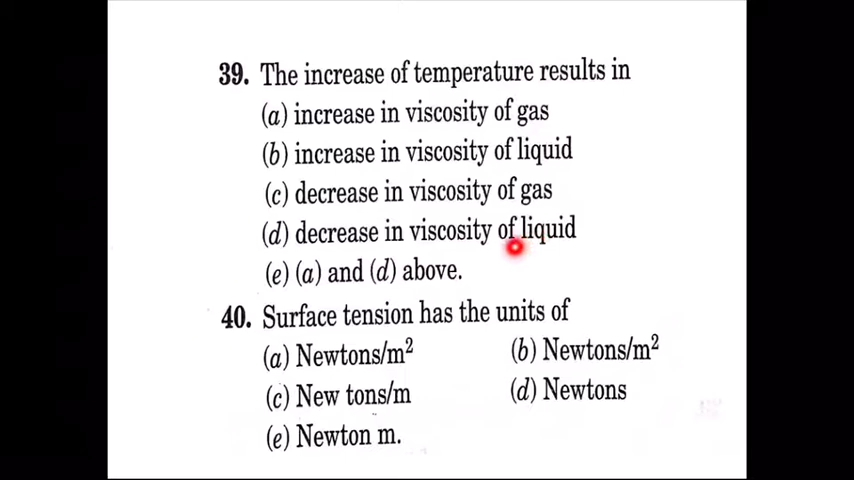 39. The increase of temperature results in
(a) increase in viscosity of gas
(b) increase in viscosity of liquid
(c) decrease in viscosity of gas
(d) decrease in viscosity of liquid
(e) (a) and (d) above.
40. Surface tension has the units of
(a) Newtons/m² (b) Newtons/m²
(c) New tons/m (d) Newtons
(e) Newton m.